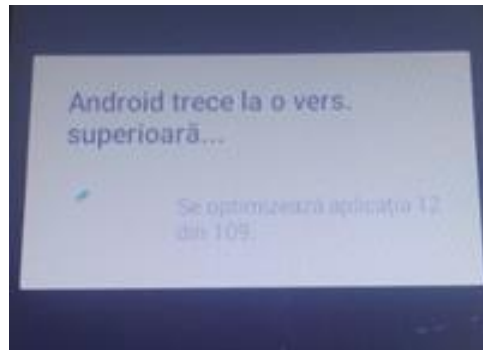 Android trece la o vers.
superioară...
Se optimizează aplicația 12
din 109.